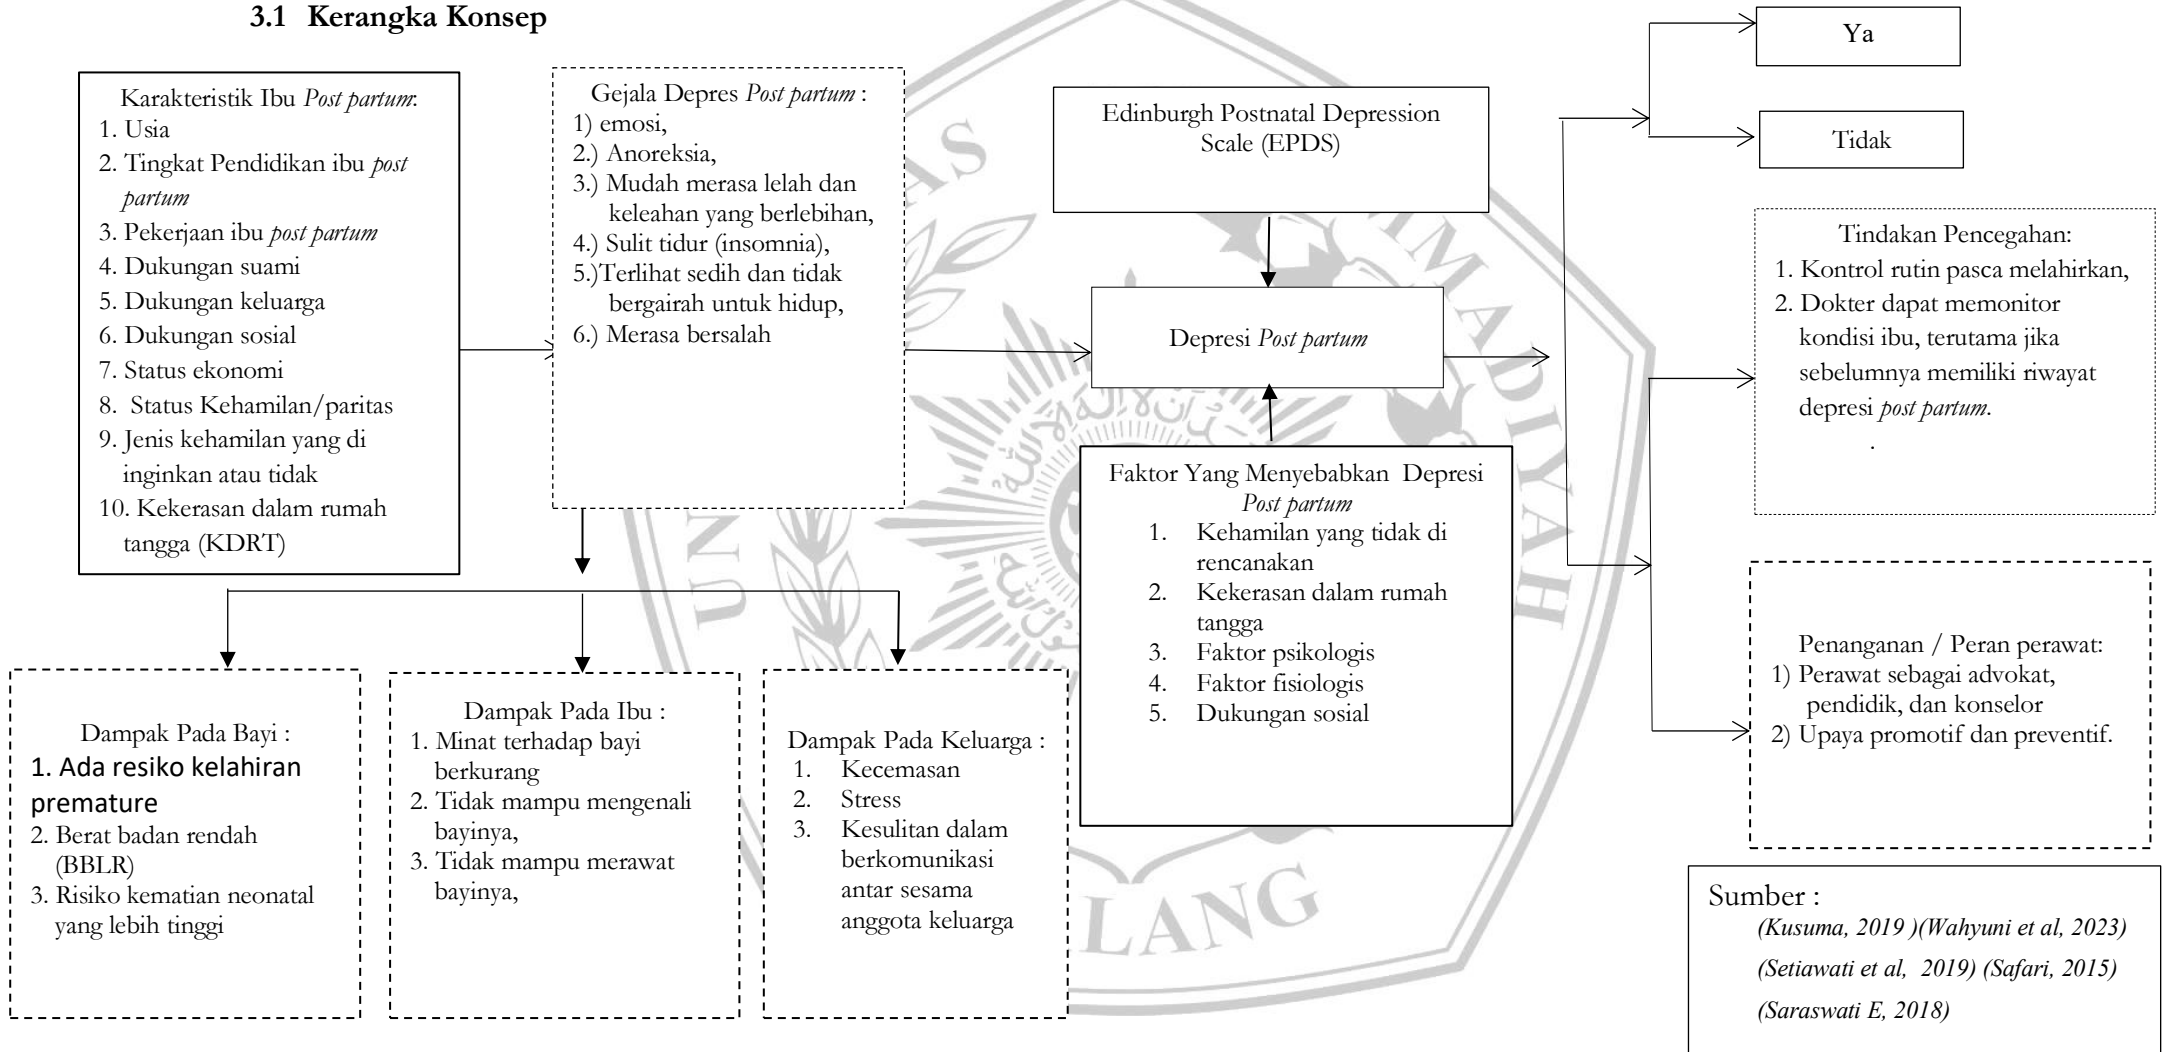 3.1 Kerangka Konsep
Karakteristik Ibu Post partum:
1. Usia
2. Tingkat Pendidikan ibu post
partum
3. Pekerjaan ibu post partum
4. Dukungan suami
5. Dukungan keluarga
6. Dukungan sosial
7. Status ekonomi
8. Status Kehamilan/paritas
9. Jenis kehamilan yang di
inginkan atau tidak
10. Kekerasan dalam rumah
tangga (KDRT)
Gejala Depres Post partum :
1) emosi,
2.) Anoreksia,
3.) Mudah merasa lelah dan
keleahan yang berlebihan,
4.) Sulit tidur (insomnia),
5.)Terlihat sedih dan tidak
bergairah untuk hidup,
6.) Merasa bersalah
Edinburgh Postnatal Depression
Scale (EPDS)
Depresi Post partum
Faktor Yang Menyebabkan Depresi
Post partum
1. Kehamilan yang tidak di
rencanakan
2. Kekerasan dalam rumah
tangga
3. Faktor psikologis
4. Faktor fisiologis
5. Dukungan sosial
Ya
Tidak
Tindakan Pencegahan:
1. Kontrol rutin pasca melahirkan,
2. Dokter dapat memonitor
kondisi ibu, terutama jika
sebelumnya memiliki riwayat
depresi post partum.
.
Penanganan / Peran perawat:
1) Perawat sebagai advokat,
pendidik, dan konselor
2) Upaya promotif dan preventif.
Dampak Pada Bayi :
1. Ada resiko kelahiran
premature
2. Berat badan rendah
(BBLR)
3. Risiko kematian neonatal
yang lebih tinggi
Dampak Pada Ibu :
1. Minat terhadap bayi
berkurang
2. Tidak mampu mengenali
bayinya,
3. Tidak mampu merawat
bayinya,
Dampak Pada Keluarga :
1. Kecemasan
2. Stress
3. Kesulitan dalam
berkomunikasi
antar sesama
anggota keluarga
Sumber :
(Kusuma, 2019 )(Wahyuni et al, 2023)
(Setiawati et al, 2019) (Safari, 2015)
(Saraswati E, 2018)